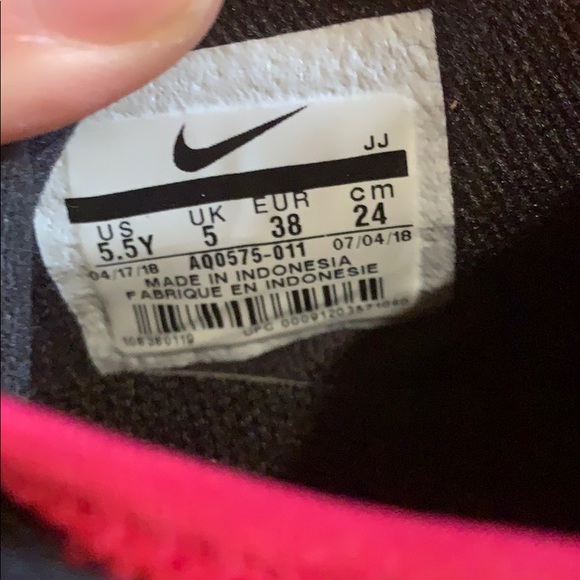 JJ
US UK EUR cm
5.5Y 5 38 24
04/17/18 AQ0575-011 07/04/18
MADE IN INDONESIA
FABRIQUE EN INDONESIE
UPC